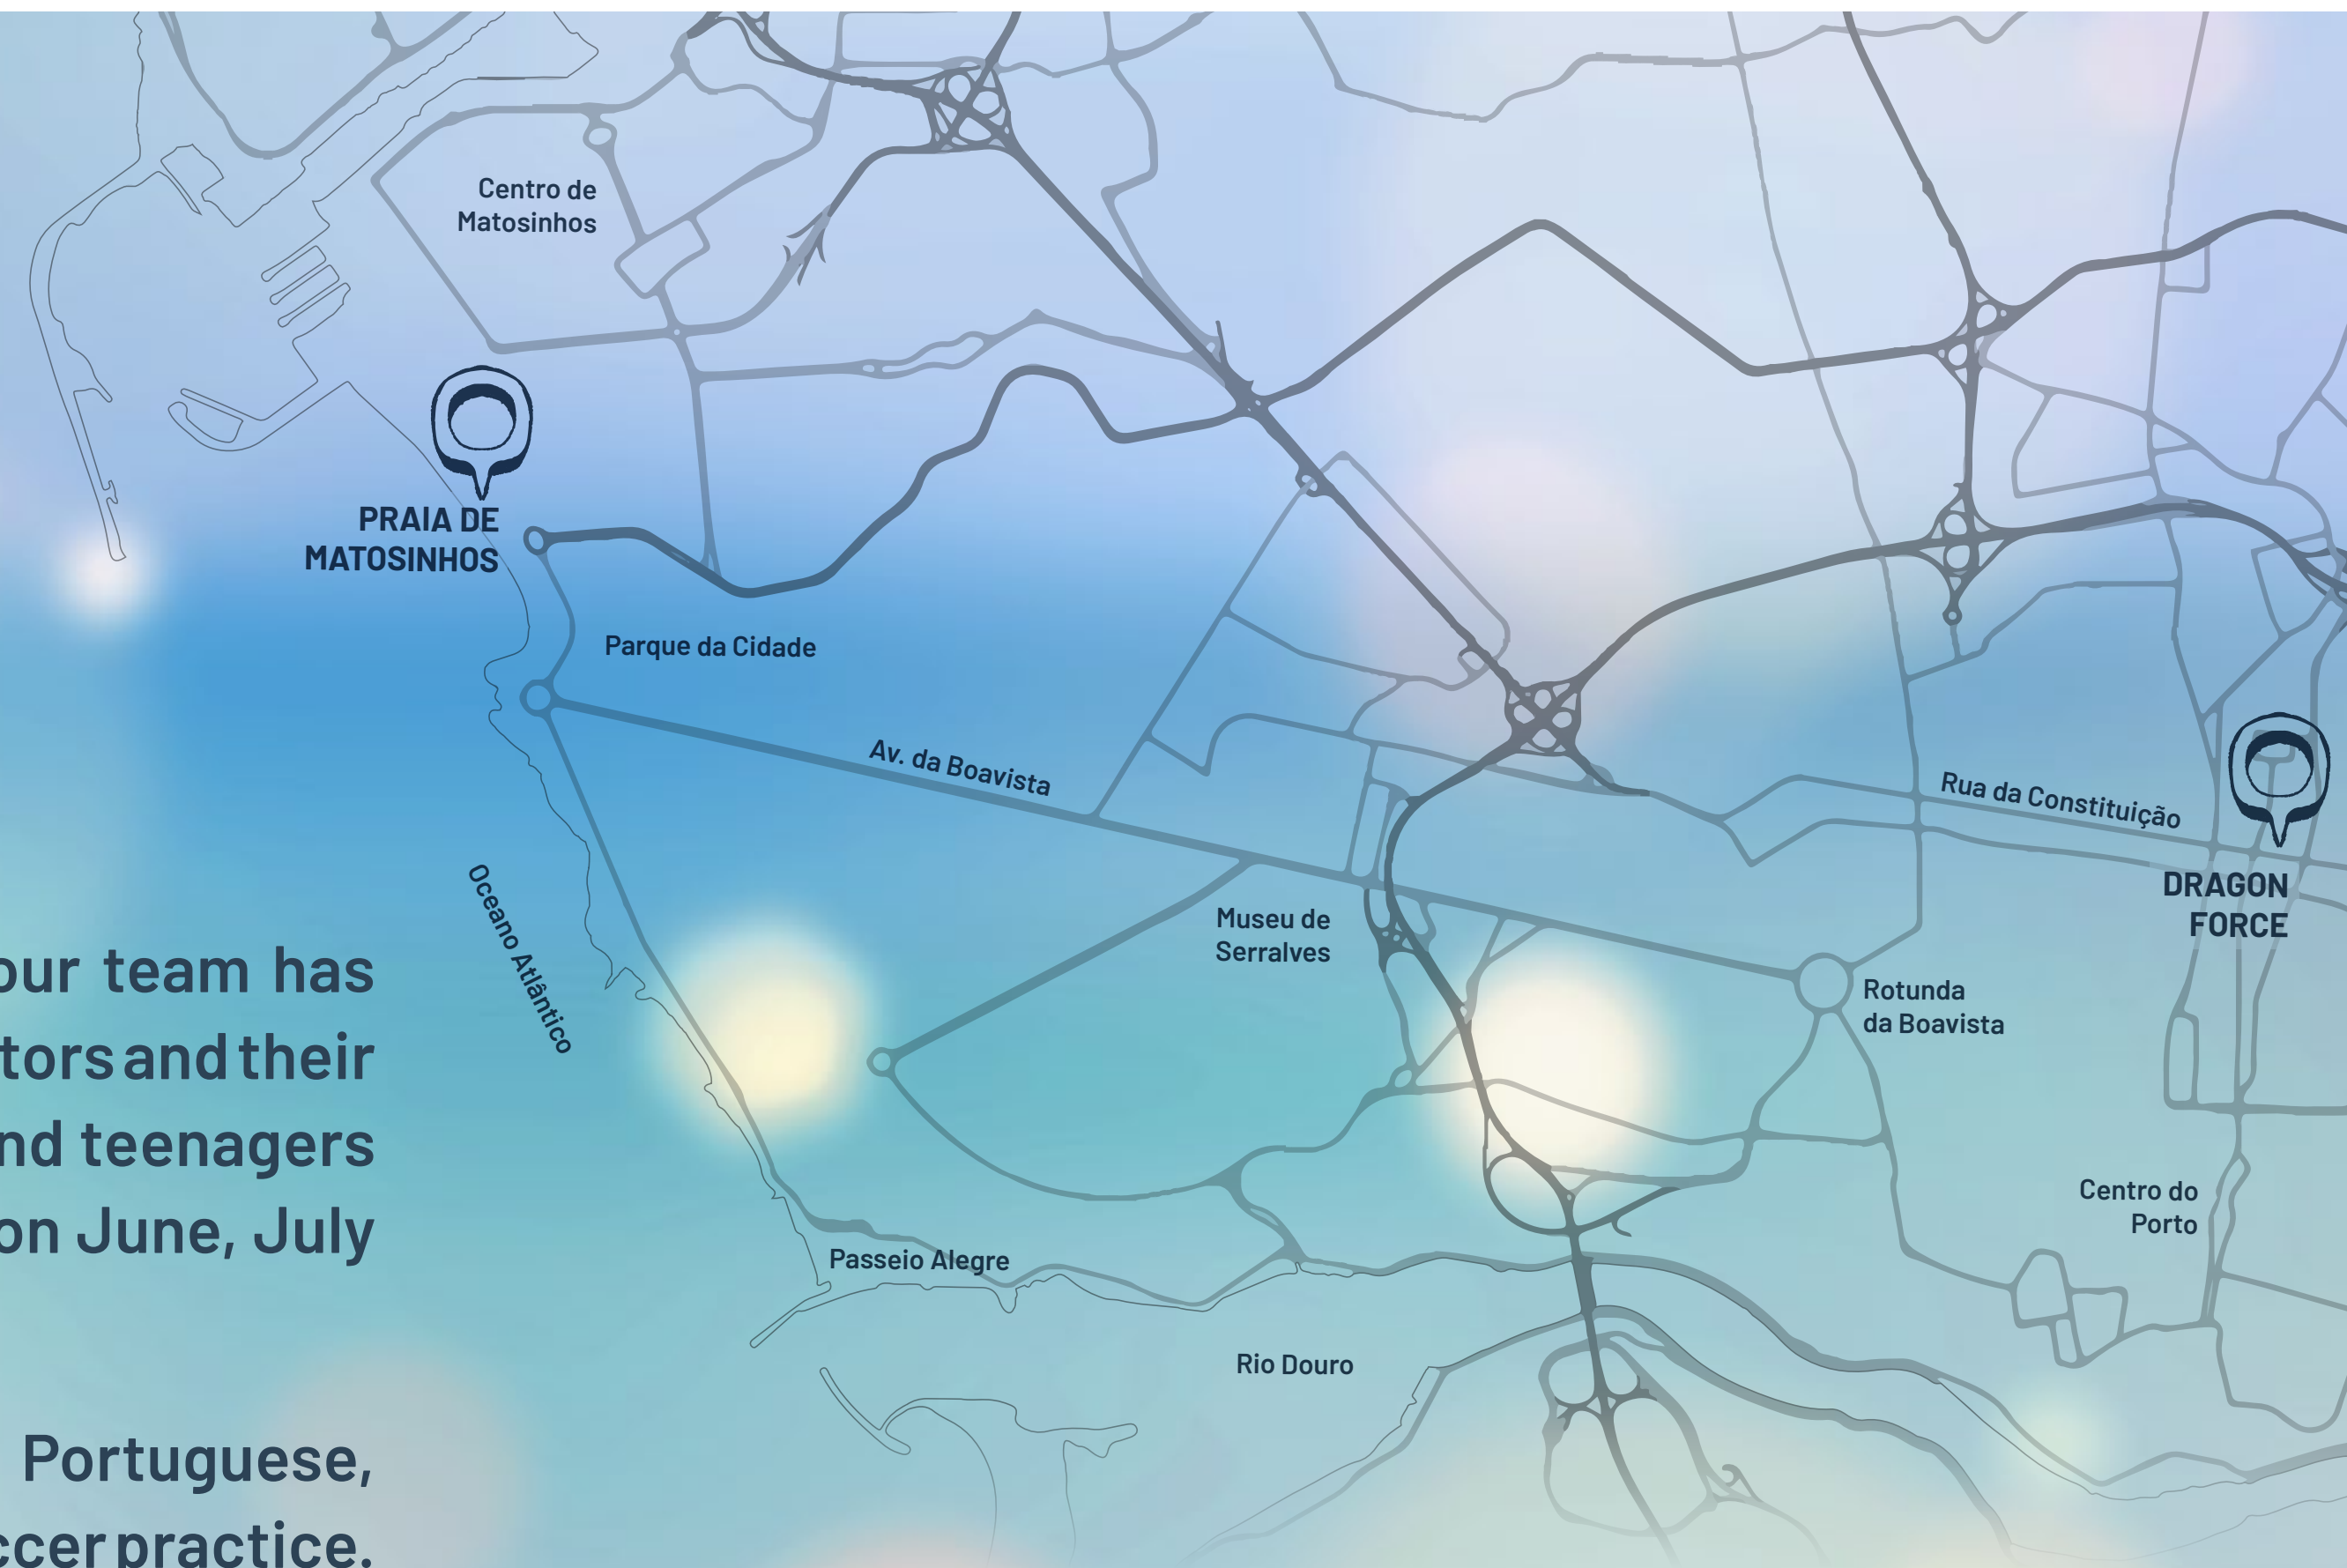 Centro de
Matosinhos
PRAIA DE
MATOSINHOS
Parque da Cidade
Av. da Boavista
Rua da Constituição
DRAGON
FORCE
Oceano Atlântico
Museu de
Serralves
Rotunda
da Boavista
Centro do
Porto
Passeio Alegre
Rio Douro
our team has
tors and their
nd teenagers
on June, July
Portuguese,
ccer practice.